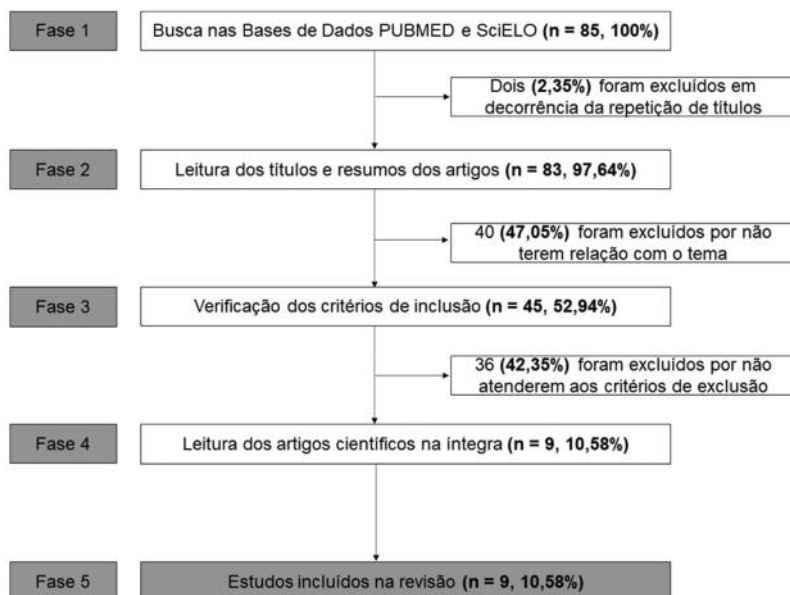 Fase 1
Busca nas Bases de Dados PUBMED e SciELO (n = 85, 100%)
Dois (2,35%) foram excluídos em
decorrência da repetição de títulos
Fase 2
Leitura dos títulos e resumos dos artigos (n = 83, 97,64%)
40 (47,05%) foram excluídos por não
terem relação com o tema
Fase 3
Verificação dos critérios de inclusão (n = 45, 52,94%)
36 (42,35%) foram excluídos por não
atenderem aos critérios de exclusão
Fase 4
Leitura dos artigos científicos na íntegra (n = 9, 10,58%)
Fase 5
Estudos incluídos na revisão (n = 9, 10,58%)